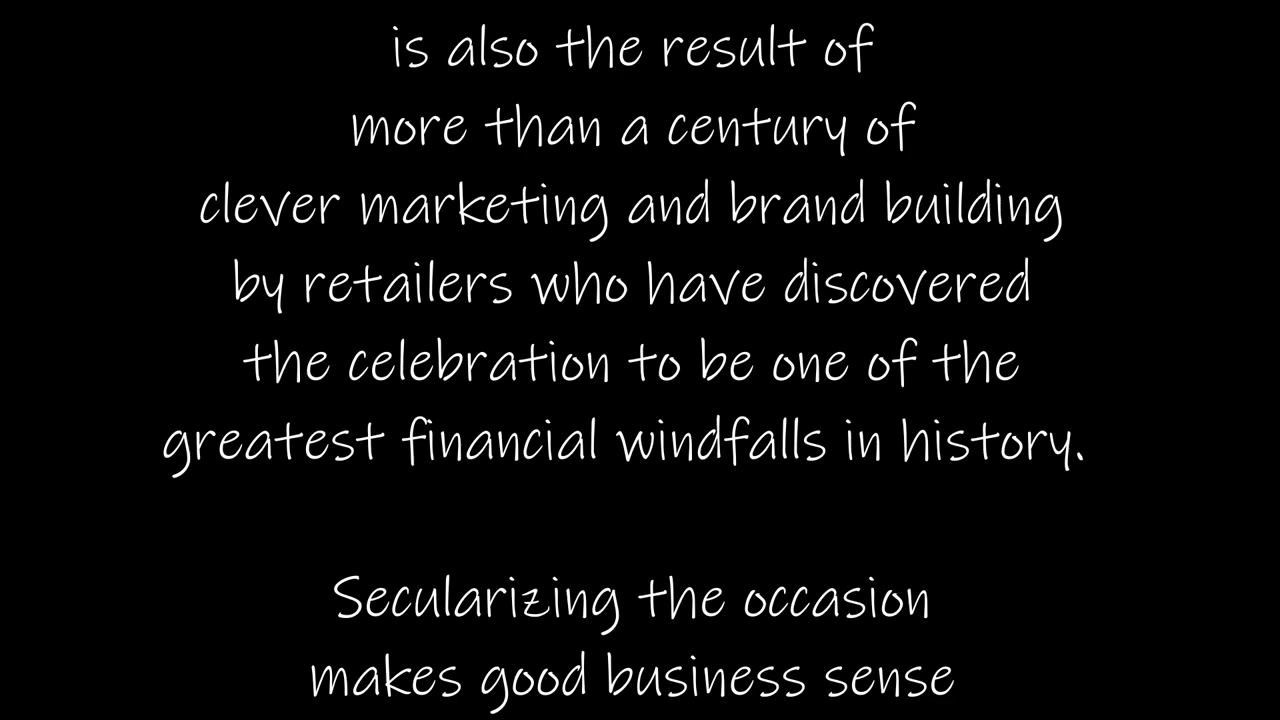 is also the result of
more than a century of
clever marketing and brand building
by retailers who have discovered
the celebration to be one of the
greatest financial windfalls in history.
Secularizing the occasion
makes good business sense